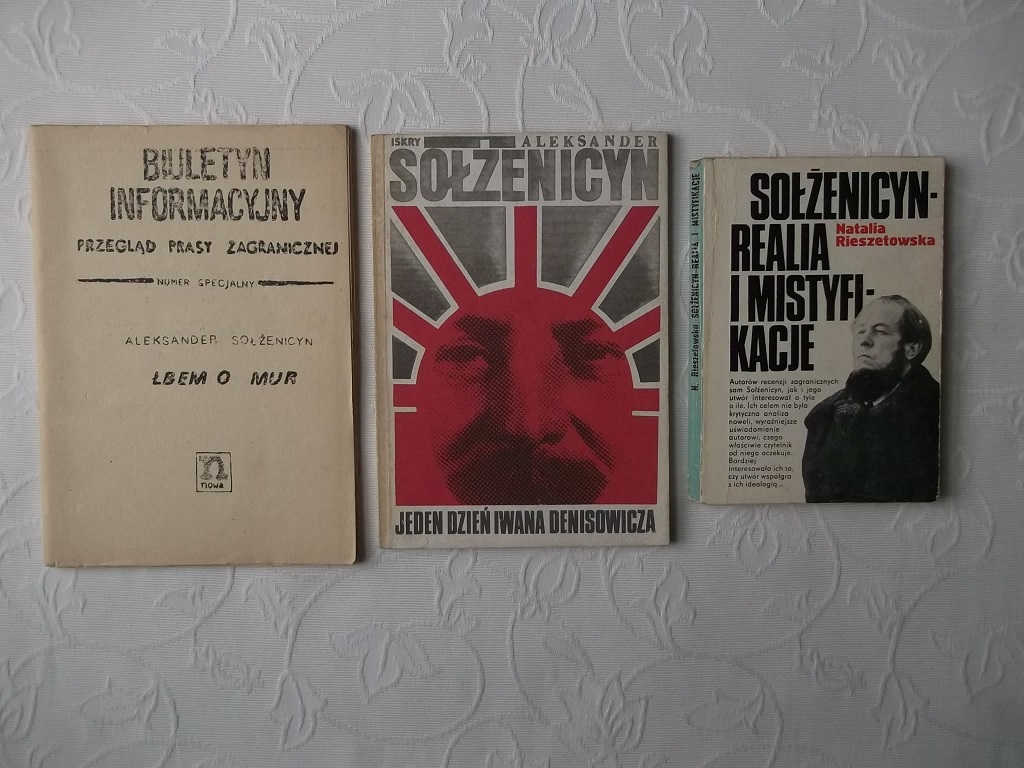 BIULETYN
INFORMACYJNY
PRZEGLĄD PRASY ZAGRANICZNEJ
NUMER SPECJALNY
ALEKSANDER SOŁŻENICYN
ŁBEM O MUR
n
nowa
ISKRY
ALEKSANDER
SOŁŻENICYN
JEDEN DZIEŃ IWANA DENISOWICZA
N. Rieszetowska SOŁŻENICYN-REALIA I MISTYFIKACJE
SOŁŻENICYN-
REALIA
Natalia
Rieszetowska
I MISTYFI-
KACJE
Autorów recenzji zagranicznych
sam Sołżenicyn, jak i jego
utwór interesował o tyle
o ile. Ich celem nie była
krytyczna analiza
noweli, wyraźniejsze
uświadomienie
autorowi, czego
właściwie czytelnik
od niego oczekuje.
Bardziej
interesowało ich to,
czy utwór współgra
z ich ideologią...